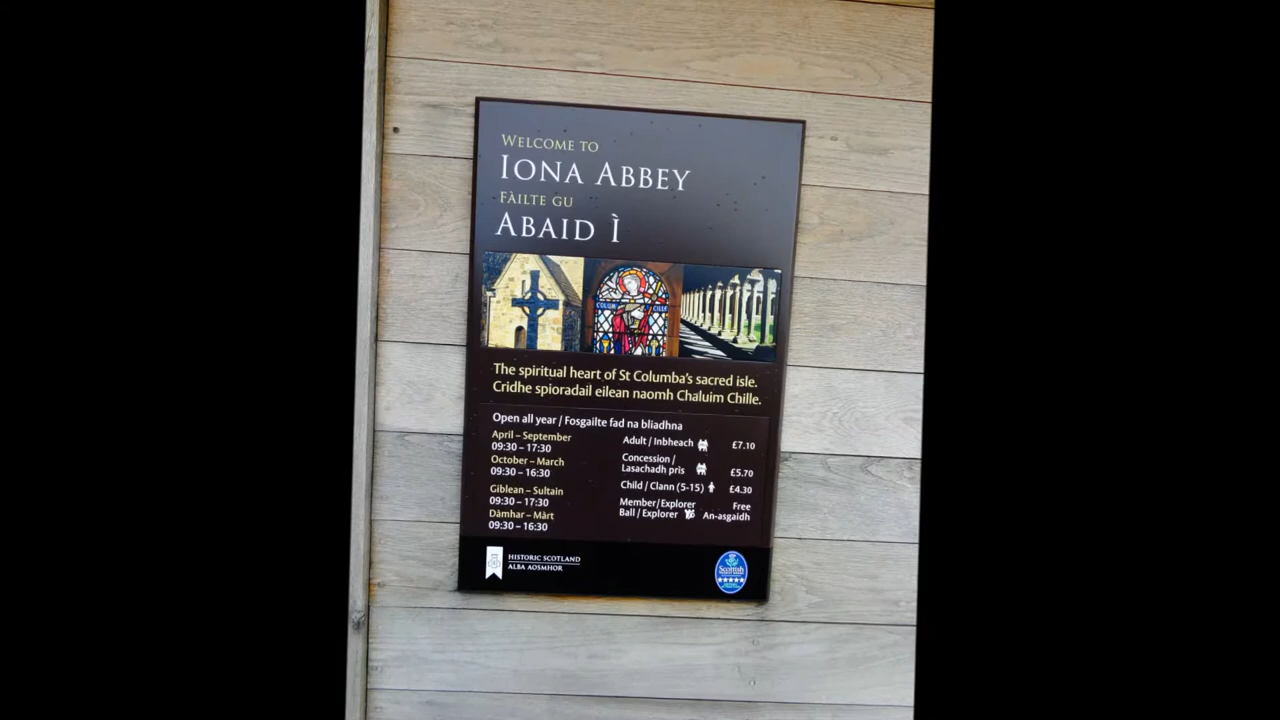 WELCOME TO
IONA ABBEY
FÀILTE GU
ABAID Ì
COLUM CILLE
The spiritual heart of St Columba's sacred isle.
Cridhe spioradail eilean naomh Chaluim Chille.
Open all year / Fosgailte fad na bliadhna
April – September
09:30 – 17:30
October – March
09:30 – 16:30
Giblean – Sultain
09:30 – 17:30
Dàmhar – Màrt
09:30 – 16:30
Adult / Inbheach £7.10
Concession /
Lasachadh pris £5.70
Child / Clann (5-15) £4.30
Member/Explorer Free
Ball / Explorer An-asgaidh
HISTORIC SCOTLAND
ALBA AOSMHOR
Scottish